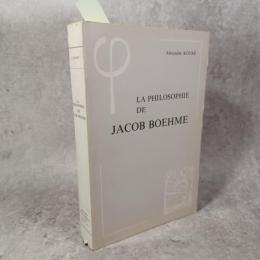 Alexandre KOYRÉ
LA PHILOSOPHIE
DE
JACOB BOEHME